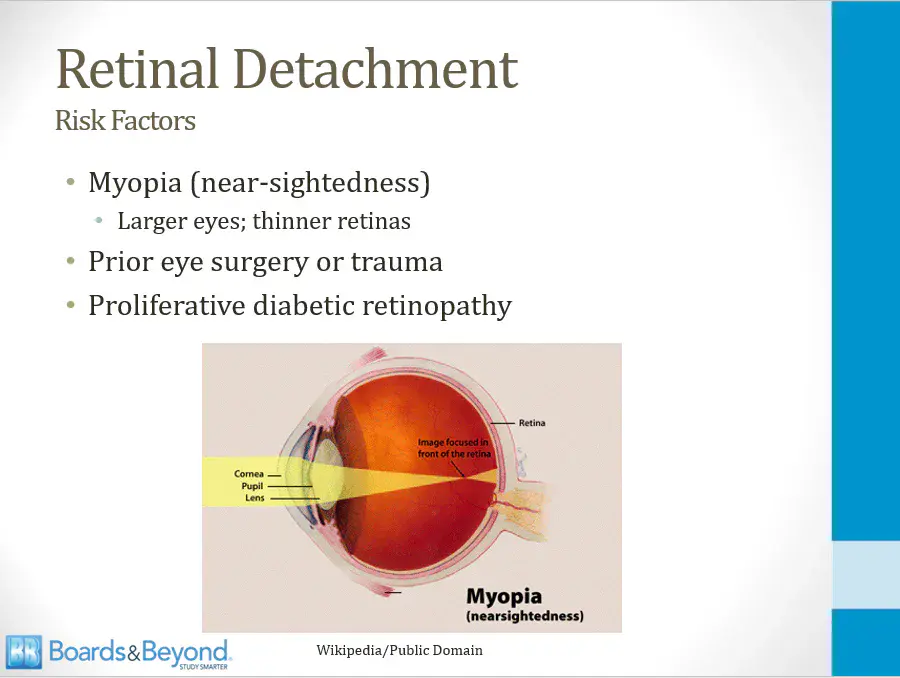 Retinal Detachment
Risk Factors
• Myopia (near-sightedness)
• Larger eyes; thinner retinas
• Prior eye surgery or trauma
• Proliferative diabetic retinopathy
Retina
Image focused in
front of the retina
Cornea
Pupil
Lens
Myopia
(nearsightedness)
BB Boards&Beyond.
STUDY SMARTER
Wikipedia/Public Domain